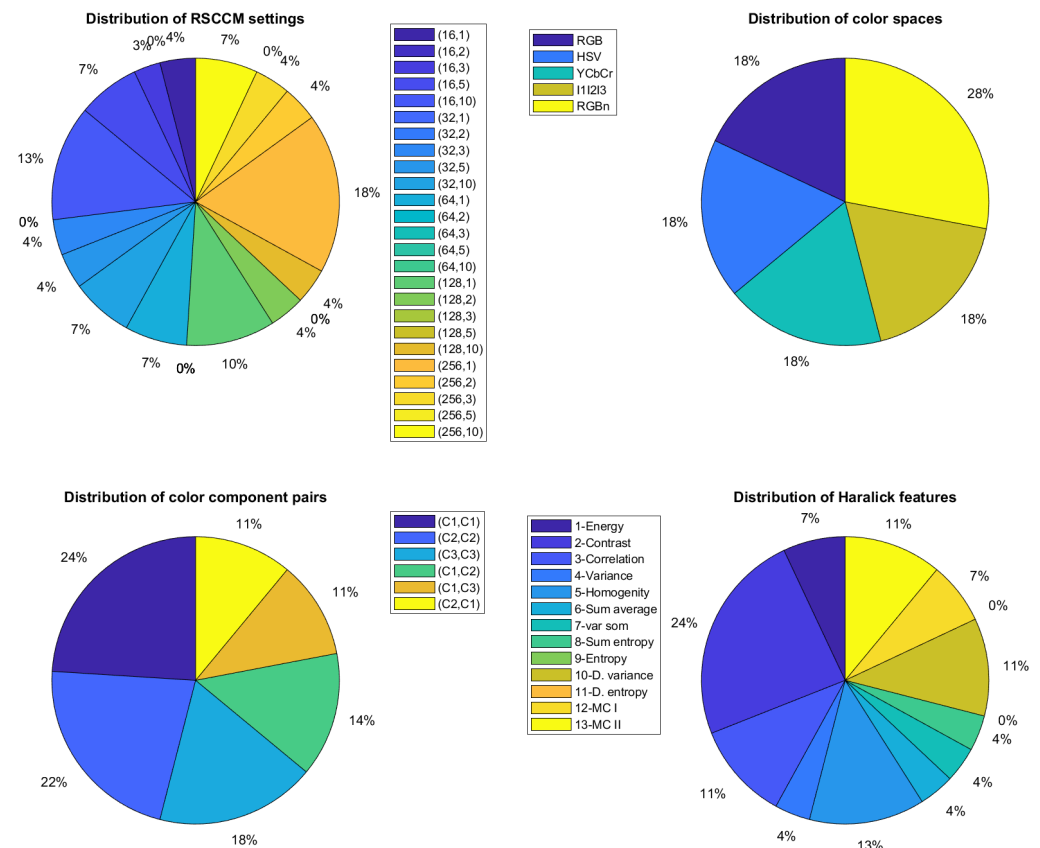 Distribution of RSCCM settings
3%
0%
4%
7%
0%
4%
4%
7%
13%
18%
0%
4%
4%
7%
7%
0%
10%
4%
0%
4%
(16,1)
(16,2)
(16,3)
(16,5)
(16,10)
(32,1)
(32,2)
(32,3)
(32,5)
(32,10)
(64,1)
(64,2)
(64,3)
(64,5)
(64,10)
(128,1)
(128,2)
(128,3)
(128,5)
(128,10)
(256,1)
(256,2)
(256,3)
(256,5)
(256,10)
Distribution of color spaces
RGB
HSV
YCbCr
I1I2I3
RGBn
18%
28%
18%
18%
18%
Distribution of color component pairs
11%
24%
11%
14%
22%
18%
(C1,C1)
(C2,C2)
(C3,C3)
(C1,C2)
(C1,C3)
(C2,C1)
Distribution of Haralick features
1-Energy
2-Contrast
3-Correlation
4-Variance
5-Homogenity
6-Sum average
7-var som
8-Sum entropy
9-Entropy
10-D. variance
11-D. entropy
12-MC I
13-MC II
7%
11%
7%
0%
24%
11%
0%
4%
4%
11%
4%
4%
13%